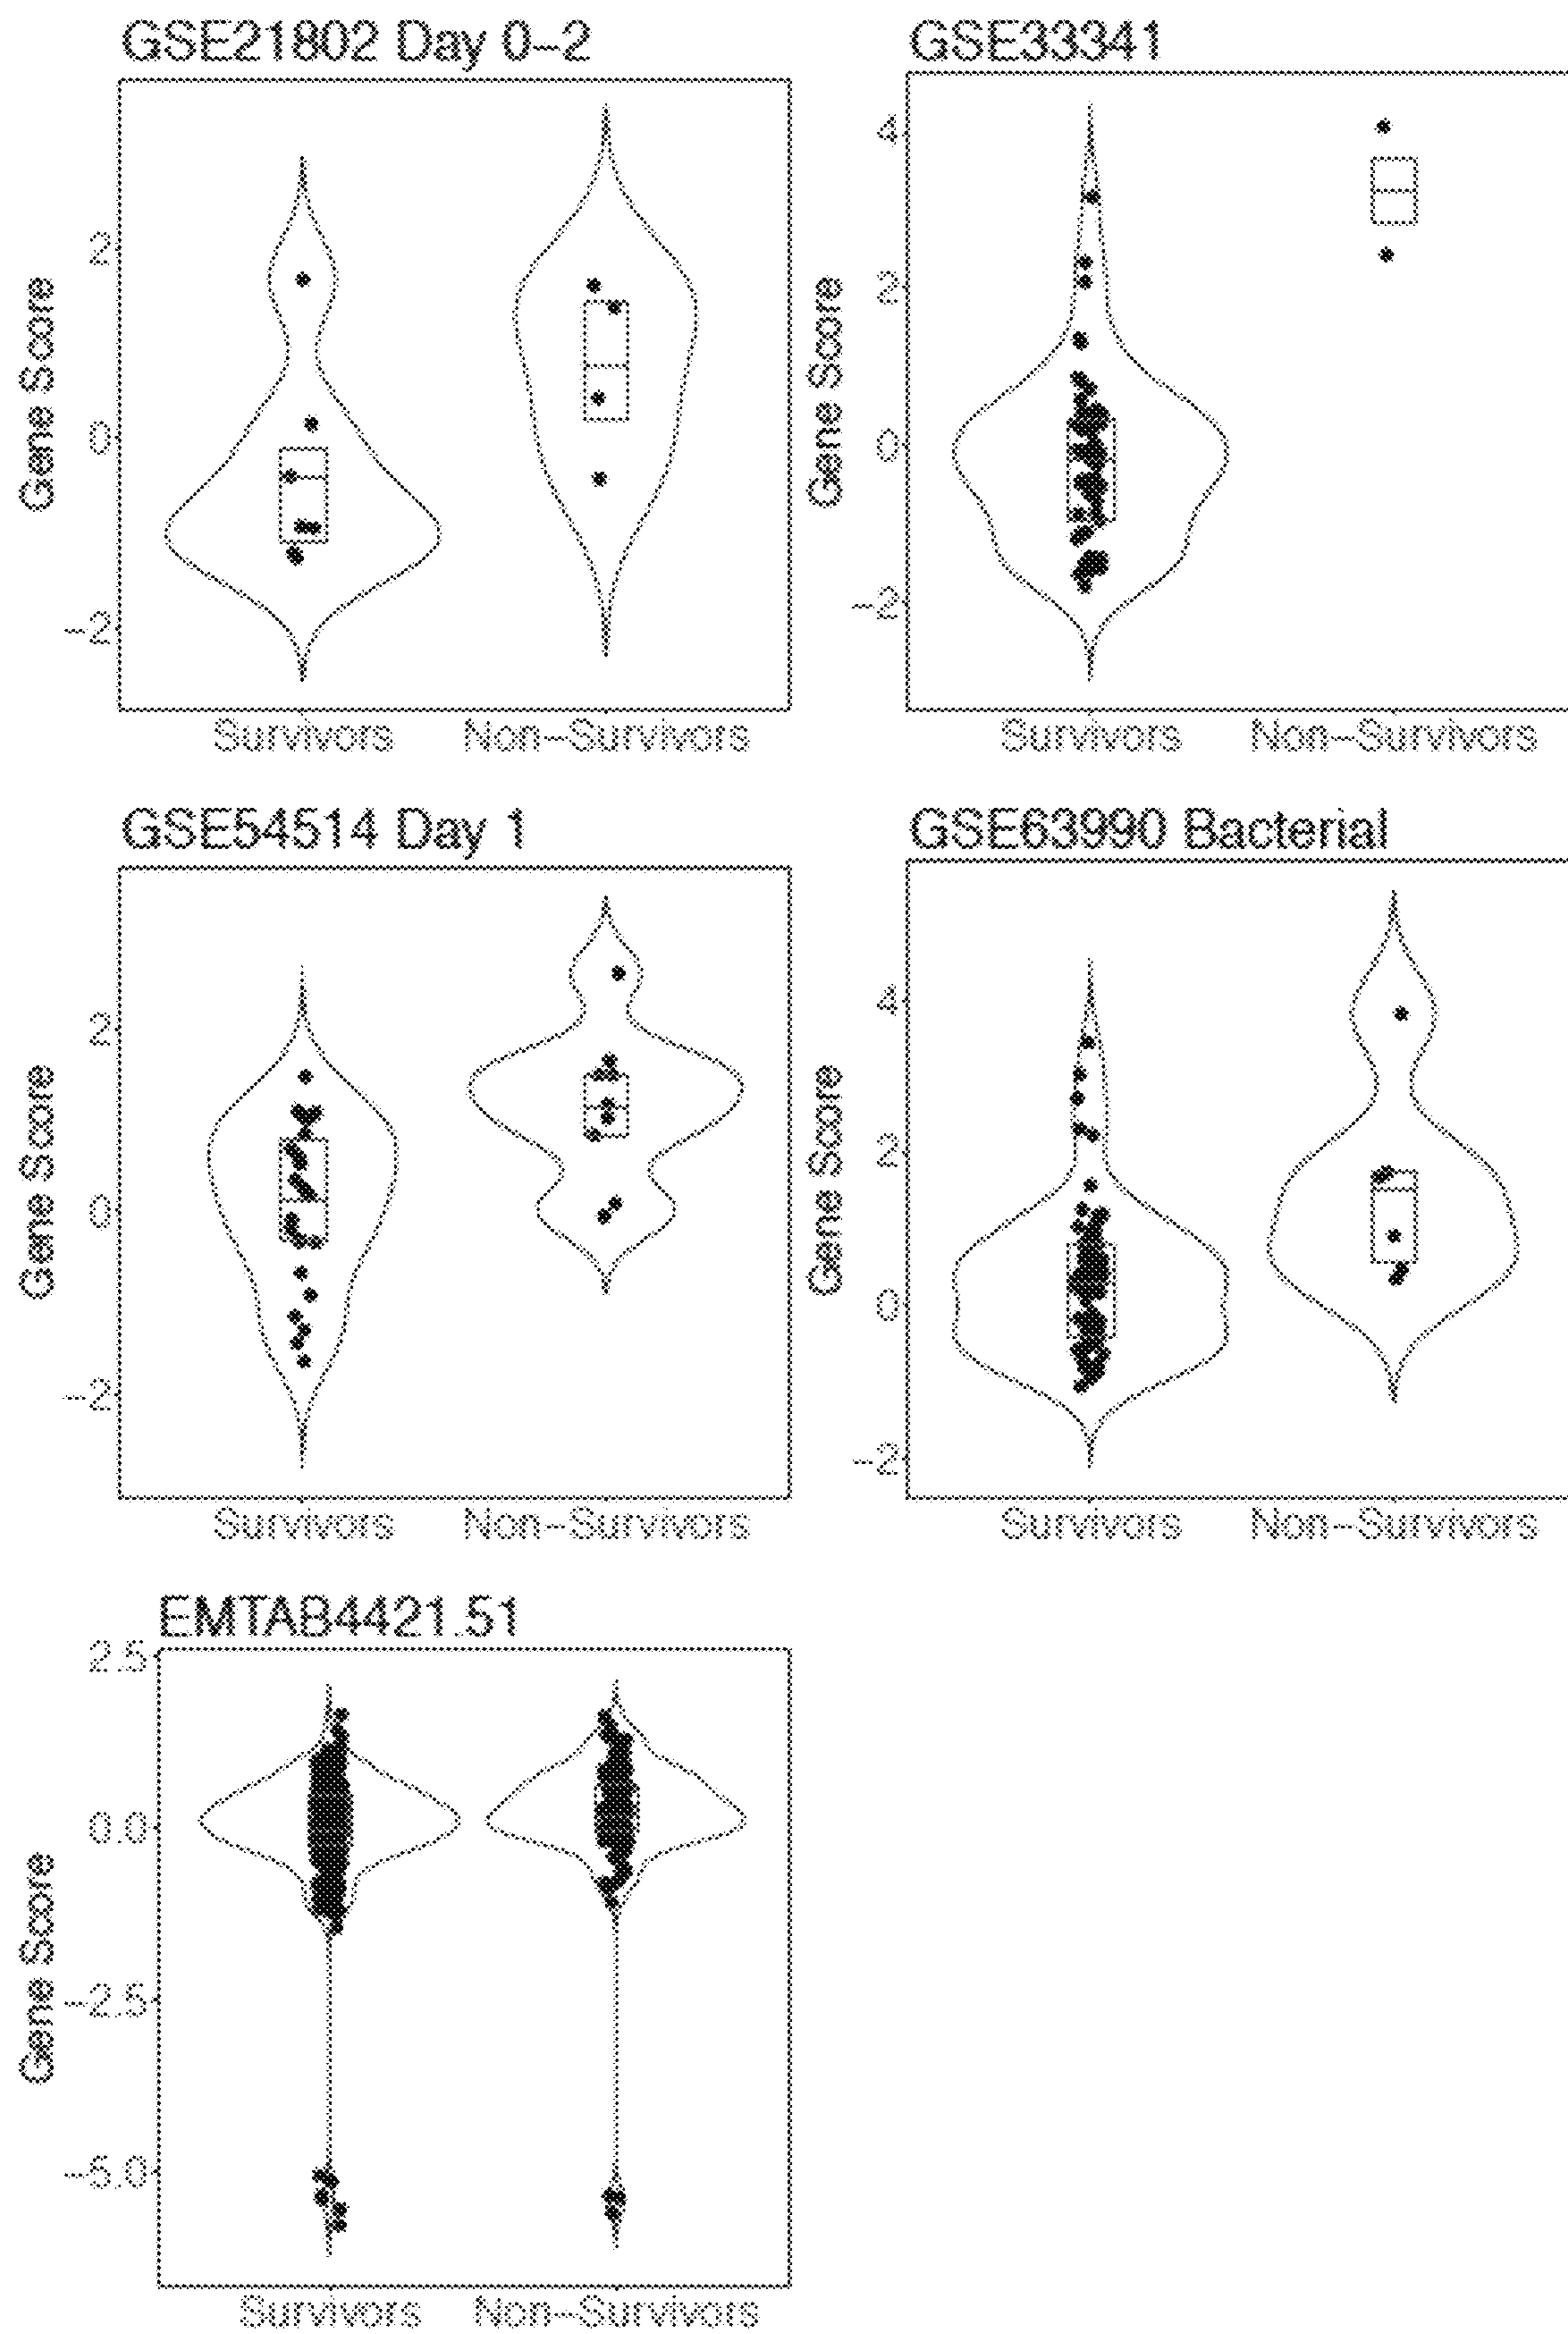 GSE21802 Day 0-2
GSE33341
Gene Score
2
0
-2
Survivors
Non-Survivors
Gene Score
4
2
0
-2
Survivors
Non-Survivors
GSE54514 Day 1
GSE63990 Bacterial
Gene Score
2
0
-2
Survivors
Non-Survivors
Gene Score
4
2
0
-2
Survivors
Non-Survivors
EMTAB4421.51
Gene Score
2.5
0.0
-2.5
-5.0
Survivors
Non-Survivors